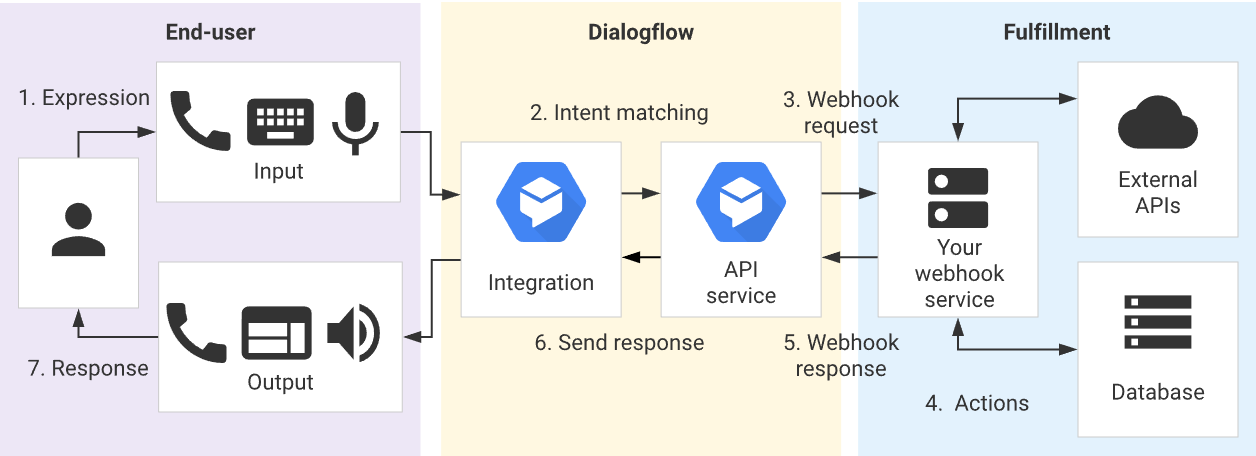 End-user
Dialogflow
Fulfillment
1. Expression
Input
2. Intent matching
3. Webhook
request
External
APIs
Integration
API
service
Your
webhook
service
6. Send response
5. Webhook
response
7. Response
Output
4. Actions
Database